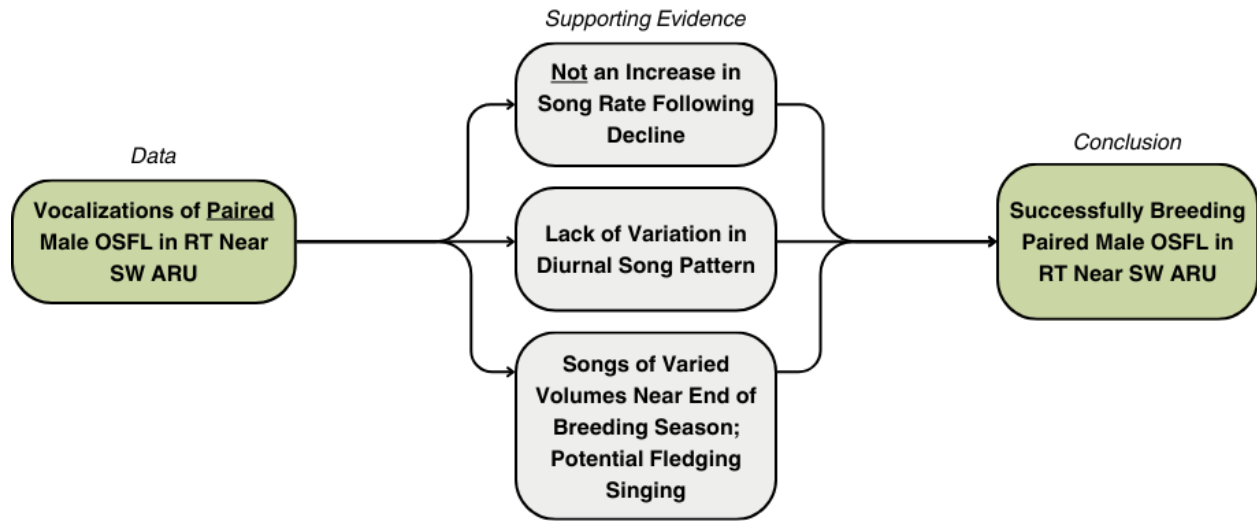 Supporting Evidence
Not an Increase in
Song Rate Following
Decline
Data
Vocalizations of Paired
Male OSFL in RT Near
SW ARU
Lack of Variation in
Diurnal Song Pattern
Songs of Varied
Volumes Near End of
Breeding Season;
Potential Fledging
Singing
Conclusion
Successfully Breeding
Paired Male OSFL in
RT Near SW ARU